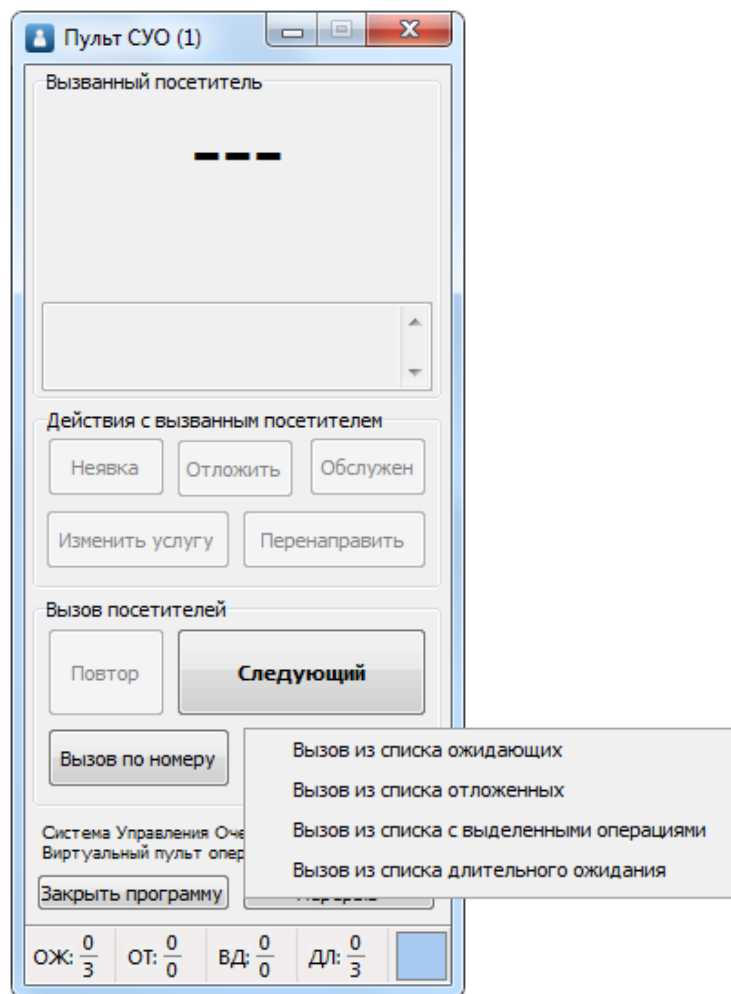 Пульт СУО (1)
Вызванный посетитель
---
Действия с вызванным посетителем
Неявка Отложить Обслужен
Изменить услугу Перенаправить
Вызов посетителей
Повтор Следующий
Вызов по номеру
Вызов из списка ожидающих
Вызов из списка отложенных
Вызов из списка с выделенными операциями
Вызов из списка длительного ожидания
Система Управления
Виртуальный пульт
Закрыть программу
ОЖ: 0/3 ОТ: 0/0 ВД: 0/0 ДЛ: 0/3